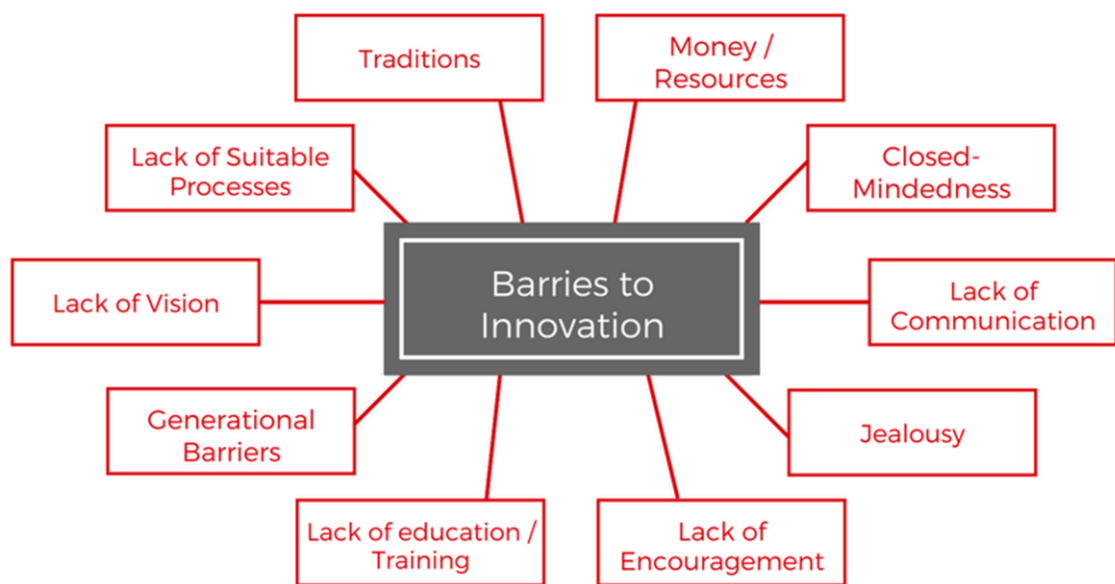 Traditions
Money /
Resources
Lack of Suitable
Processes
Closed-
Mindedness
Lack of Vision
Barries to
Innovation
Lack of
Communication
Generational
Barriers
Jealousy
Lack of education /
Training
Lack of
Encouragement